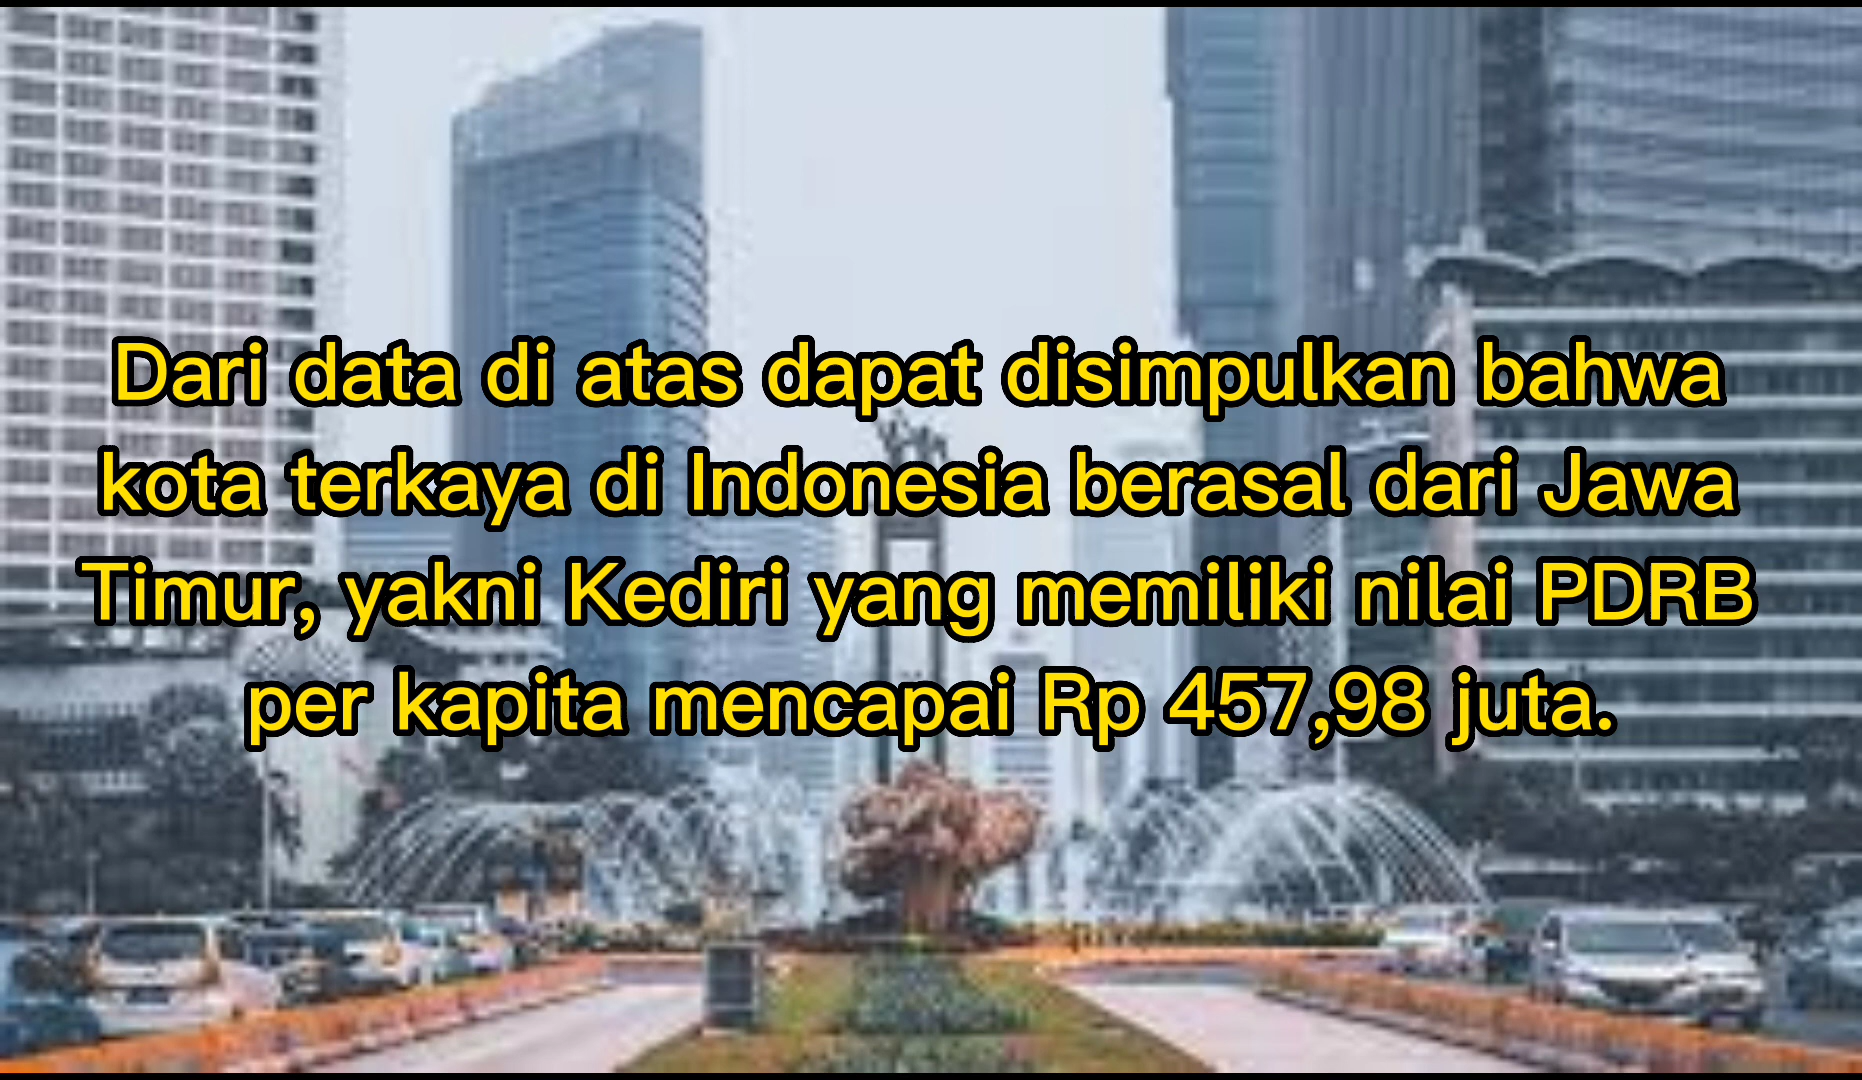 Dari data di atas dapat disimpulkan bahwa
kota terkaya di Indonesia berasal dari Jawa
Timur, yakni Kediri yang memiliki nilai PDRB
per kapita mencapai Rp 457,98 juta.